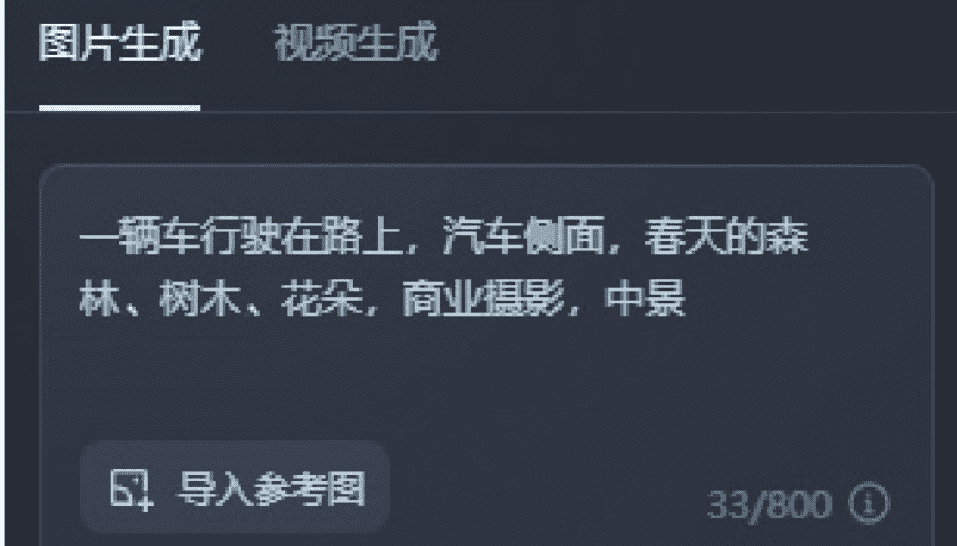 图片生成 视频生成
一辆车行驶在路上，汽车侧面，春天的森
林、树木、花朵，商业摄影，中景
导入参考图 33/800